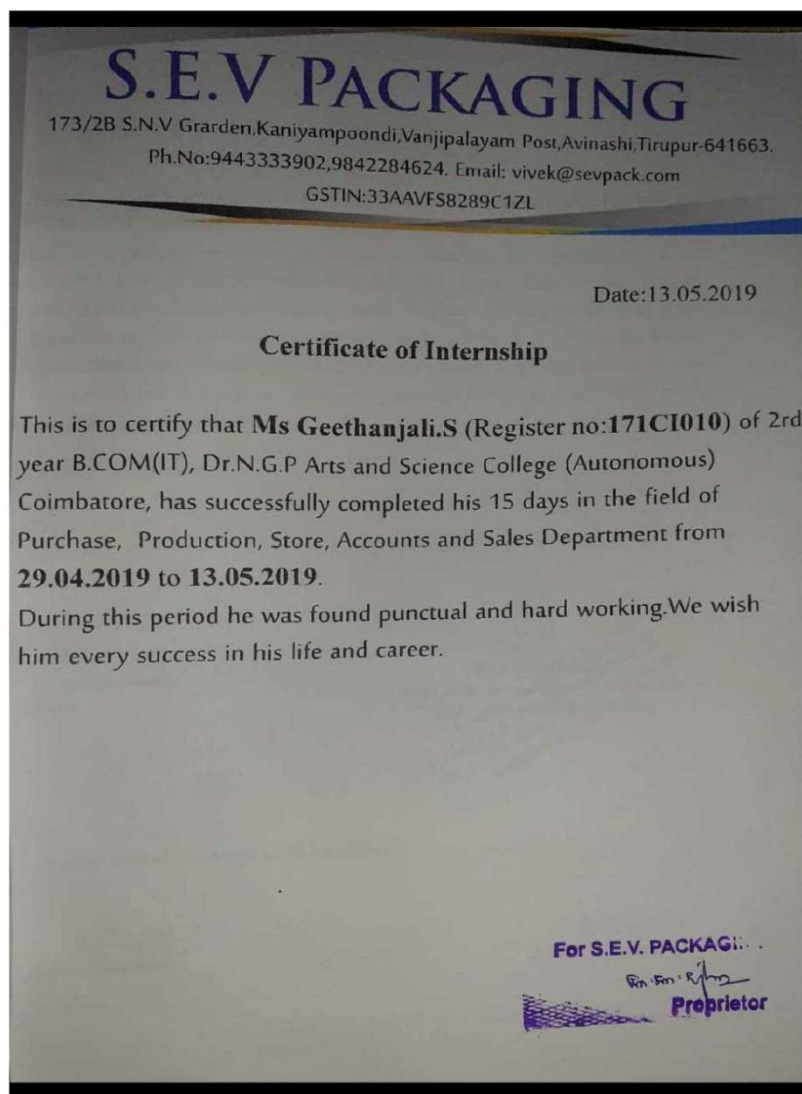 S.E.V PACKAGING
173/2B S.N.V Grarden,Kaniyampoondi,Vanjipalayam Post,Avinashi,Tirupur-641663.
Ph.No:9443333902,9842284624. Email: vivek@sevpack.com
GSTIN:33AAVFS8289C1ZL
Date:13.05.2019
Certificate of Internship
This is to certify that Ms Geethanjali.S (Register no:171CI010) of 2rd
year B.COM(IT), Dr.N.G.P Arts and Science College (Autonomous)
Coimbatore, has successfully completed his 15 days in the field of
Purchase, Production, Store, Accounts and Sales Department from
29.04.2019 to 13.05.2019.
During this period he was found punctual and hard working.We wish
him every success in his life and career.
For S.E.V. PACKAGI
Proprietor